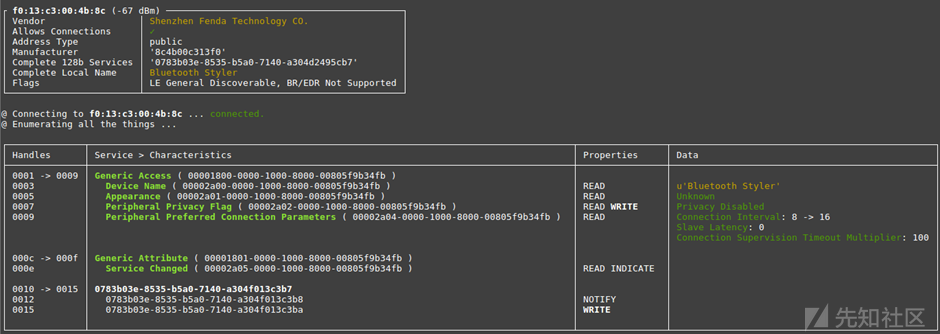 f0:13:c3:00:4b:8c (-67 dBm)
Vendor Shenzhen Fenda Technology CO.
Allows Connections ✓
Address Type public
Manufacturer '8c4b00c313f0'
Complete 128b Services '0783b03e-8535-b5a0-7140-a304d2495cb7'
Complete Local Name Bluetooth Styler
Flags LE General Discoverable, BR/EDR Not Supported
@ Connecting to f0:13:c3:00:4b:8c ... connected.
@ Enumerating all the things ...
Handles Service > Characteristics Properties Data
0001 -> 0009 Generic Access ( 00001800-0000-1000-8000-00805f9b34fb )
0003 Device Name ( 00002a00-0000-1000-8000-00805f9b34fb ) READ u'Bluetooth Styler'
0005 Appearance ( 00002a01-0000-1000-8000-00805f9b34fb ) READ Unknown
0007 Peripheral Privacy Flag ( 00002a02-0000-1000-8000-00805f9b34fb ) READ WRITE Privacy Disabled
0009 Peripheral Preferred Connection Parameters ( 00002a04-0000-1000-8000-00805f9b34fb ) READ Connection Interval: 8 -> 16
Slave Latency: 0
Connection Supervision Timeout Multiplier: 100
000c -> 000f Generic Attribute ( 00001801-0000-1000-8000-00805f9b34fb )
000e Service Changed ( 00002a05-0000-1000-8000-00805f9b34fb ) READ INDICATE
0010 -> 0015 0783b03e-8535-b5a0-7140-a304f013c3b7
0012 0783b03e-8535-b5a0-7140-a304f013c3b8 NOTIFY
0015 0783b03e-8535-b5a0-7140-a304f013c3ba WRITE
先知社区